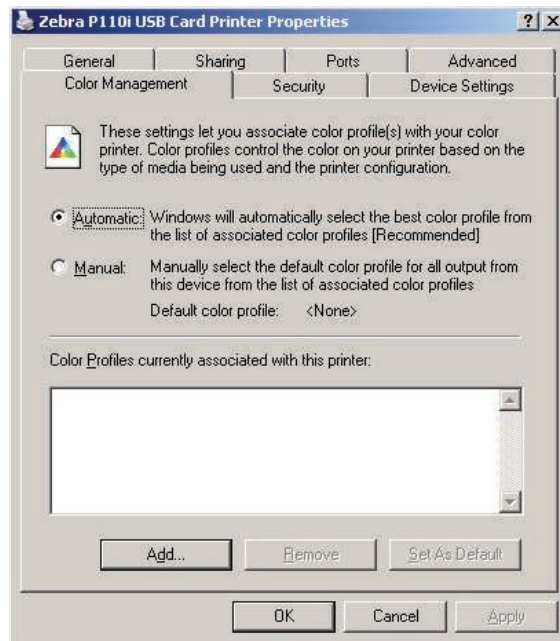 Zebra P110i USB Card Printer Properties
General Sharing Ports Advanced
Color Management Security Device Settings
These settings let you associate color profile(s) with your color
printer. Color profiles control the color on your printer based on the
type of media being used and the printer configuration.
Automatic: Windows will automatically select the best color profile from
the list of associated color profiles [Recommended]
Manual: Manually select the default color profile for all output from
this device from the list of associated color profiles
Default color profile: <None>
Color Profiles currently associated with this printer:
Add... Remove Set As Default
OK Cancel Apply